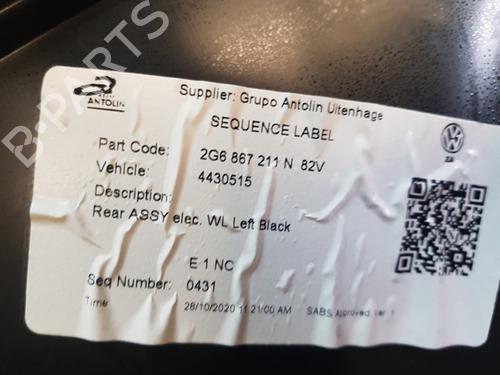 B-PARTS
ANTOLIN
Supplier: Grupo Antolin Uitenhage
SEQUENCE LABEL
Part Code: 2G6 867 211 N 82V
Vehicle: 4430515
Description:
Rear ASSY elec. WL Left Black
E 1 NC
Seq Number: 0431
Time 28/10/2020 11:21:00 AM SABS Approved Ver 1
ZA